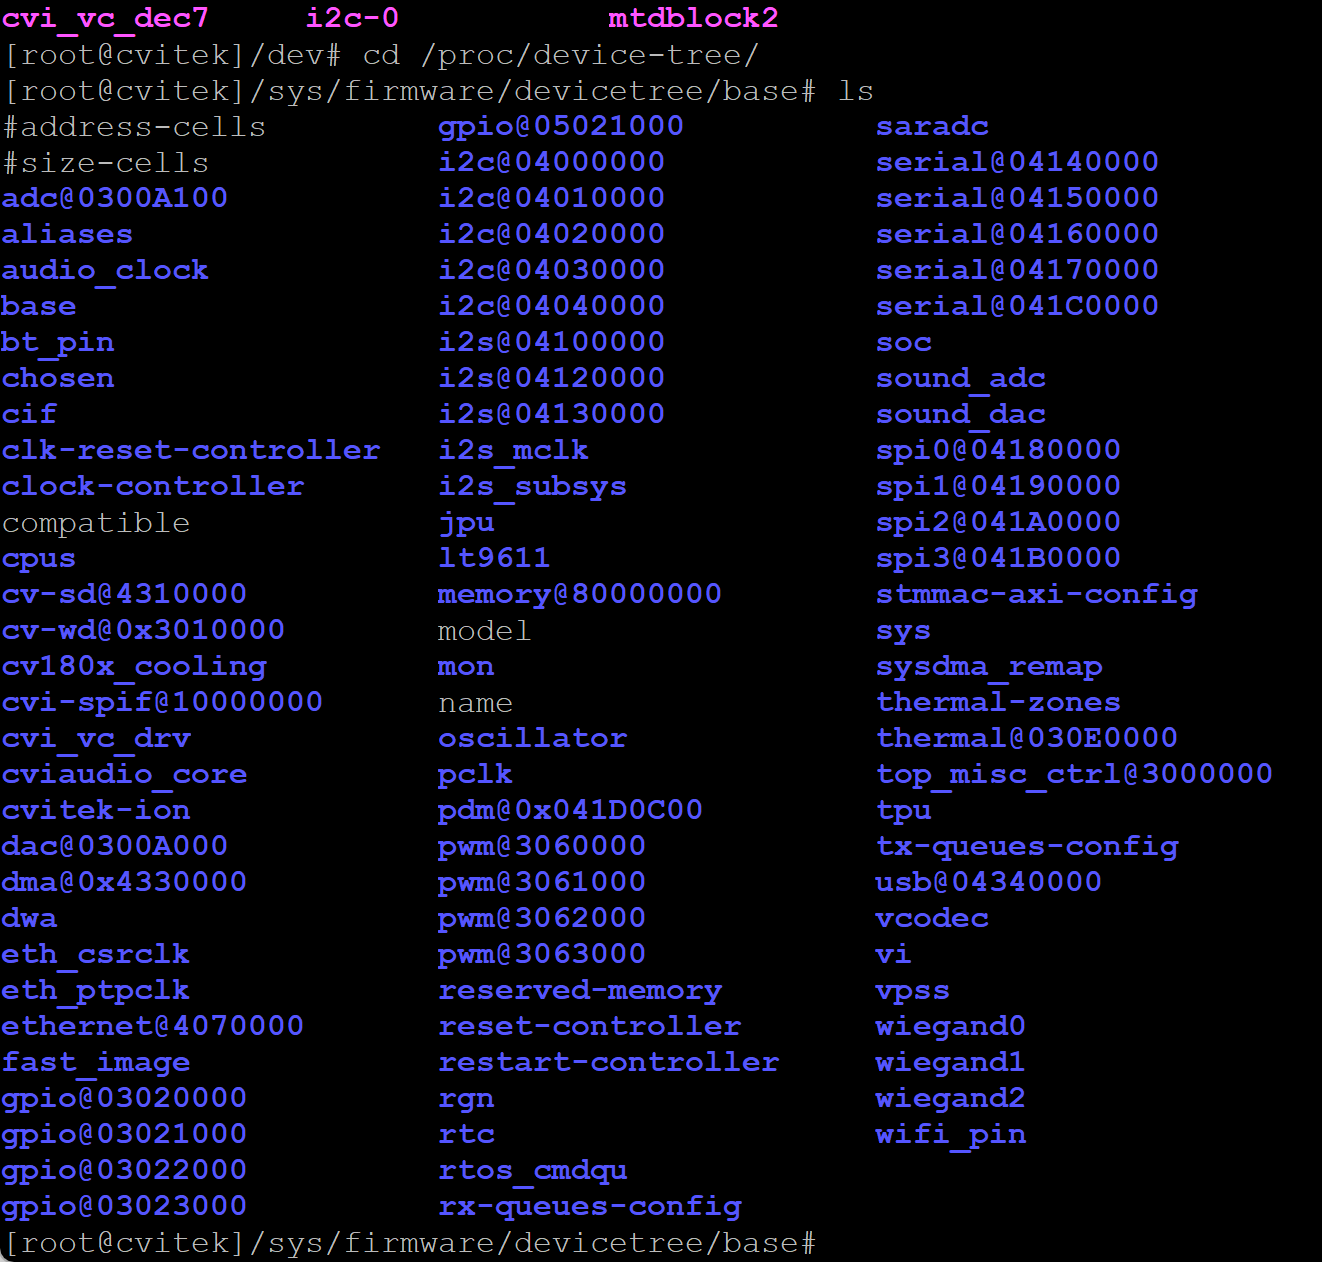 cvi_vc_dec7 i2c-0 mtdblock2
[root@cvitek]/dev# cd /proc/device-tree/
[root@cvitek]/sys/firmware/devicetree/base# ls
#address-cells gpio@05021000 saradc
#size-cells i2c@04000000 serial@04140000
adc@0300A100 i2c@04010000 serial@04150000
aliases i2c@04020000 serial@04160000
audio_clock i2c@04030000 serial@04170000
base i2c@04040000 serial@041C0000
bt_pin i2s@04100000 soc
chosen i2s@04120000 sound_adc
cif i2s@04130000 sound_dac
clk-reset-controller i2s_mclk spi0@04180000
clock-controller i2s_subsys spi1@04190000
compatible jpu spi2@041A0000
cpus lt9611 spi3@041B0000
cv-sd@4310000 memory@80000000 stmmac-axi-config
cv-wd@0x3010000 model sys
cv180x_cooling mon sysdma_remap
cvi-spif@10000000 name thermal-zones
cvi_vc_drv oscillator thermal@030E0000
cviaudio_core pclk top_misc_ctrl@3000000
cvitek-ion pdm@0x041D0C00 tpu
dac@0300A000 pwm@3060000 tx-queues-config
dma@0x4330000 pwm@3061000 usb@04340000
dwa pwm@3062000 vcodec
eth_csrclk pwm@3063000 vi
eth_ptpclk reserved-memory vpss
ethernet@4070000 reset-controller wiegand0
fast_image restart-controller wiegand1
gpio@03020000 rgn wiegand2
gpio@03021000 rtc wifi_pin
gpio@03022000 rtos_cmdqu
gpio@03023000 rx-queues-config
[root@cvitek]/sys/firmware/devicetree/base#